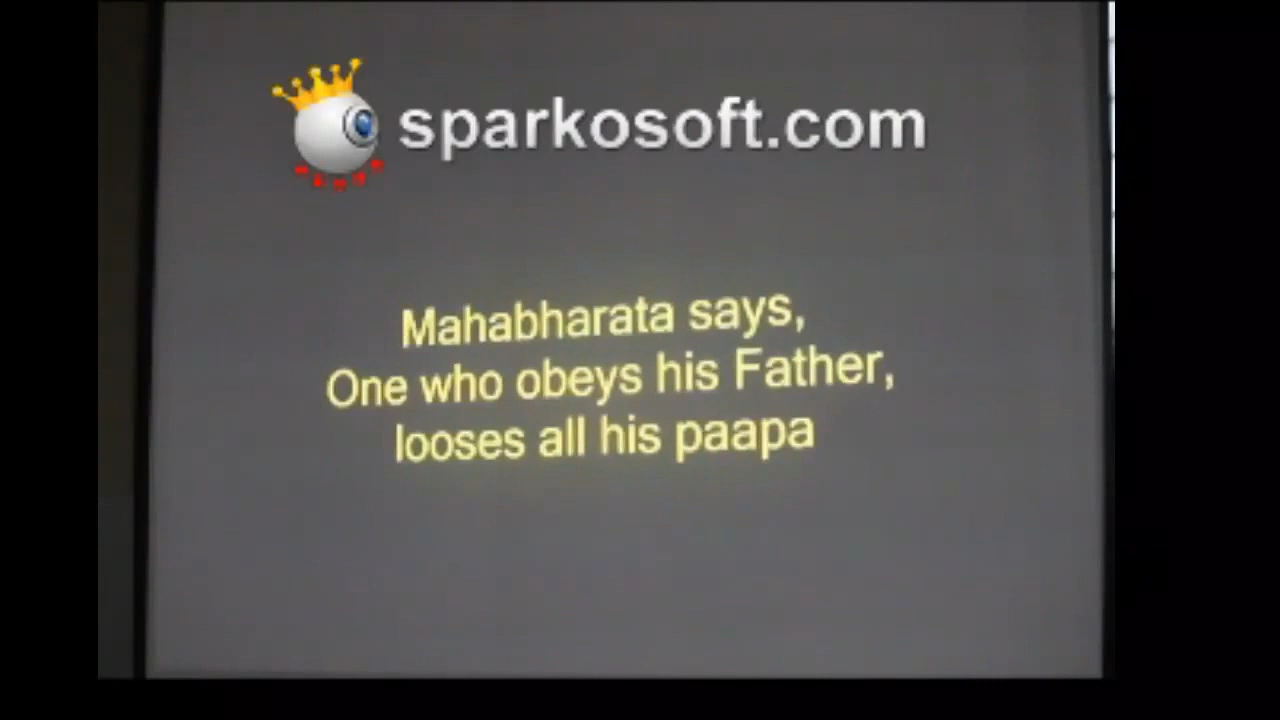 sparkosoft.com
Mahabharata says,
One who obeys his Father,
looses all his paapa